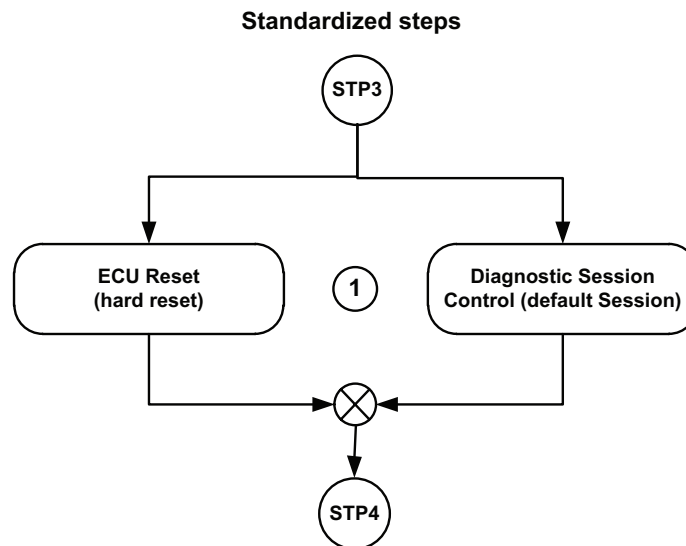 Standardized steps
STP3
ECU Reset
(hard reset)
1
Diagnostic Session
Control (default Session)
STP4